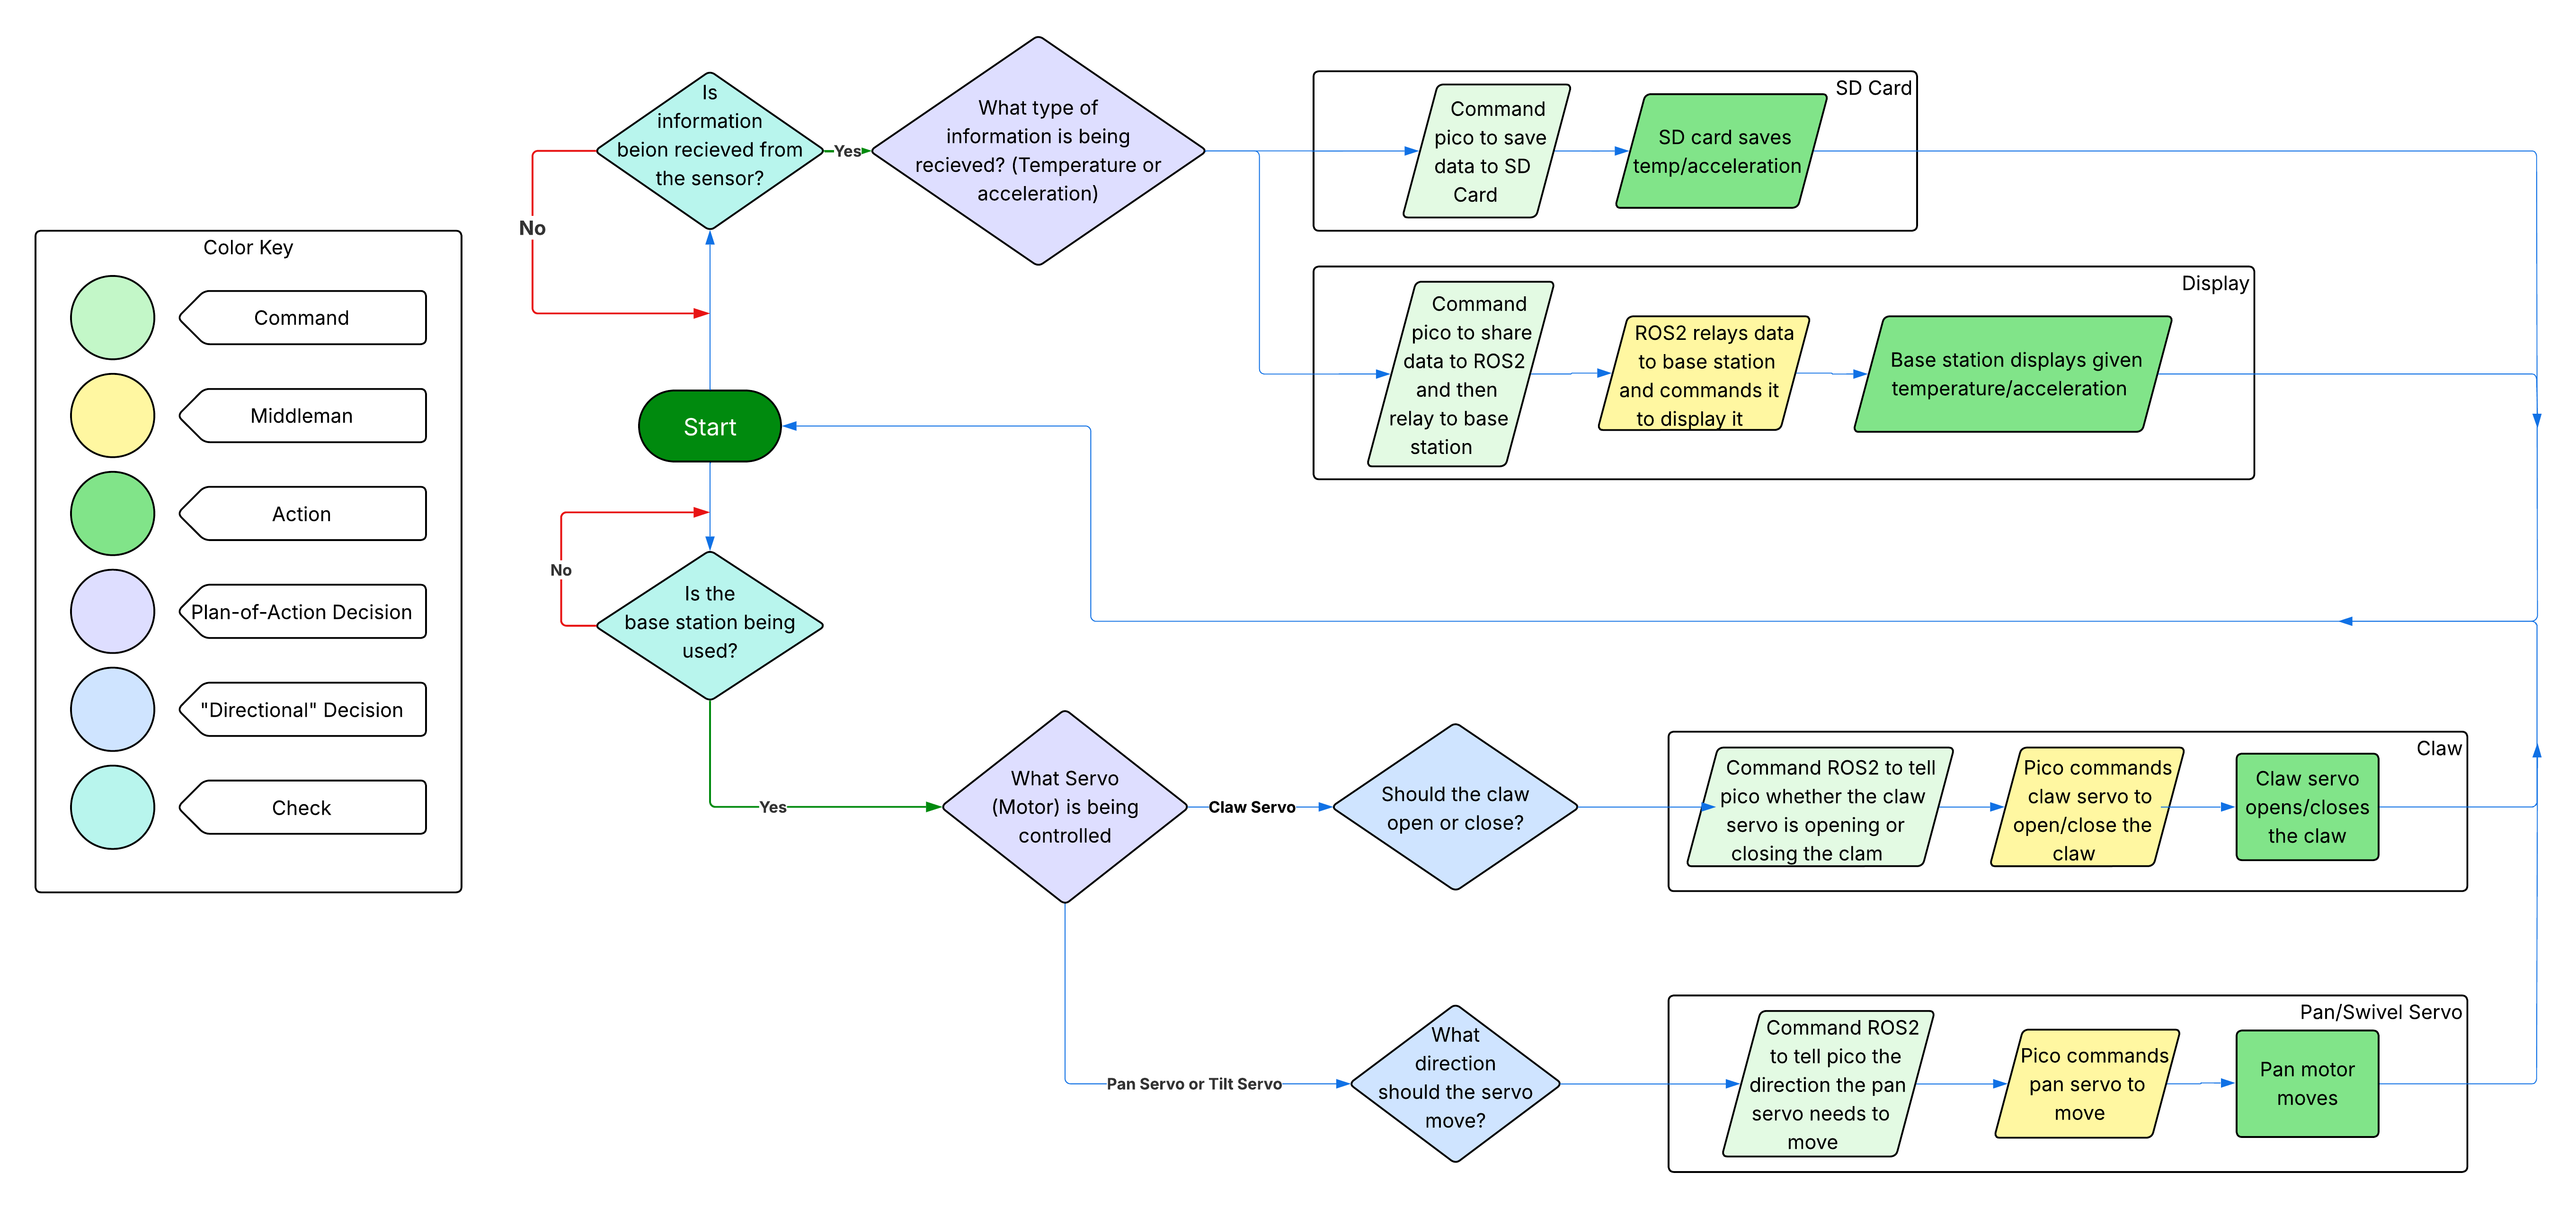 Color Key
Command
Middleman
Action
Plan-of-Action Decision
"Directional" Decision
Check
Is
information
beion recieved from
the sensor?
No
Yes
What type of
information is being
recieved? (Temperature or
acceleration)
SD Card
Command
pico to save
data to SD
Card
SD card saves
temp/acceleration
Display
Command
pico to share
data to ROS2
and then
relay to base
station
ROS2 relays data
to base station
and commands it
to display it
Base station displays given
temperature/acceleration
Start
No
Is the
base station being
used?
Yes
What Servo
(Motor) is being
controlled
Claw Servo
Should the claw
open or close?
Claw
Command ROS2 to tell
pico whether the claw
servo is opening or
closing the clam
Pico commands
claw servo to
open/close the
claw
Claw servo
opens/closes
the claw
Pan Servo or Tilt Servo
What
direction
should the servo
move?
Pan/Swivel Servo
Command ROS2
to tell pico the
direction the pan
servo needs to
move
Pico commands
pan servo to
move
Pan motor
moves